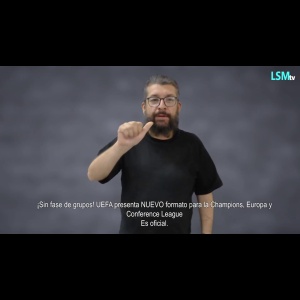 LSMtv
¡Sin fase de grupos! UEFA presenta NUEVO formato para la Champions, Europa y
Conference League
Es oficial.